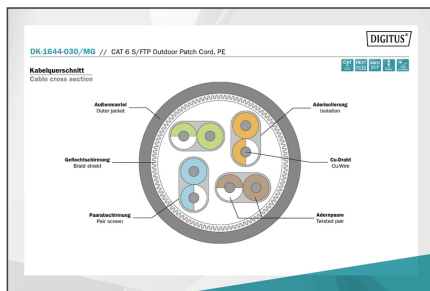 DIGITUS®
DK-1644-030/MG // CAT 6 S/FTP Outdoor Patch Cord, PE
Kabelquerschnitt
Cable cross section
Außenmantel
Outer jacket
Aderisolierung
Isolation
Geflechtschirmung
Braid shield
Cu-Draht
Cu-Wire
Paarabschirmung
Pair screen
Adernpaare
Twisted pair